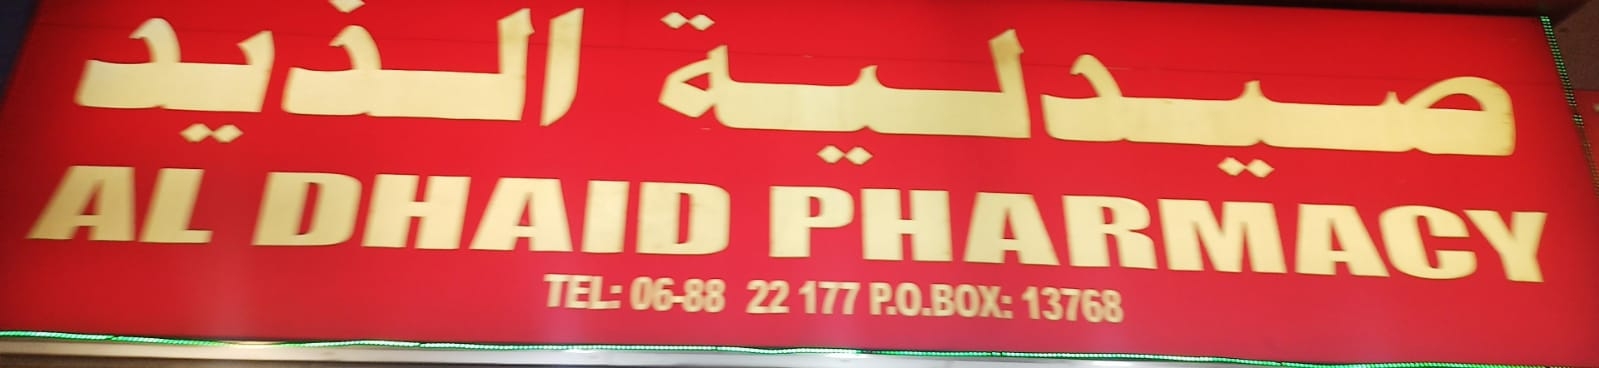 صيدلية الذيد
AL DHAID PHARMACY
TEL: 06-88 22 177 P.O.BOX: 13768